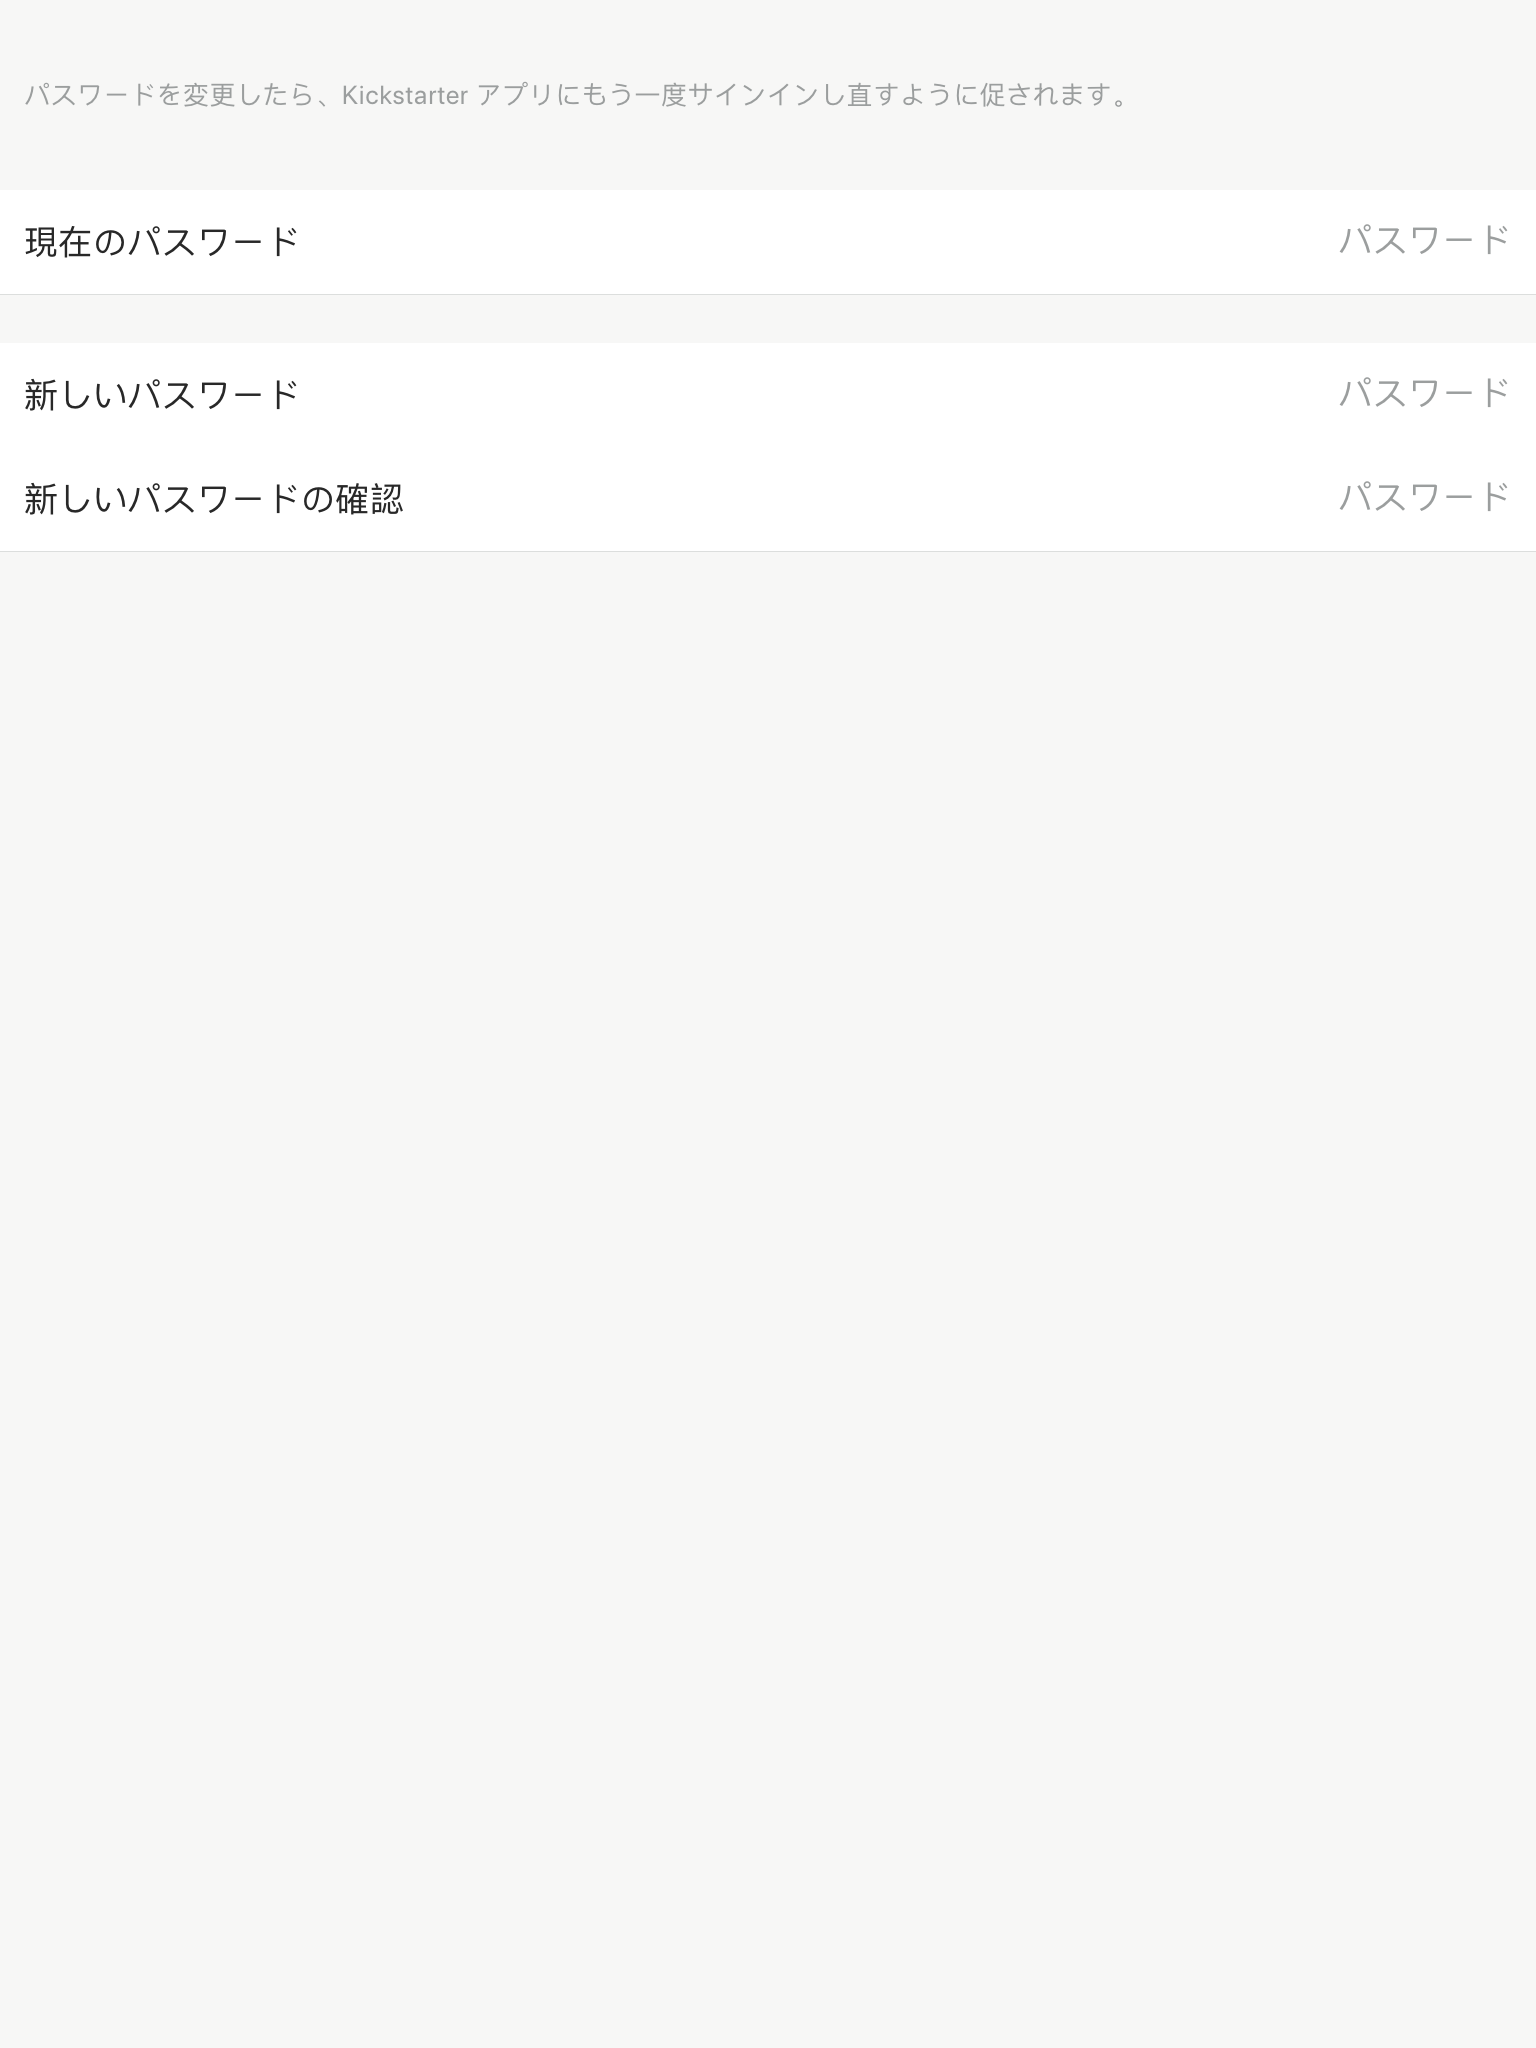 パスワードを変更したら、Kickstarter アプリにもう一度サインインし直すように促されます。
現在のパスワード パスワード
新しいパスワード パスワード
新しいパスワードの確認 パスワード